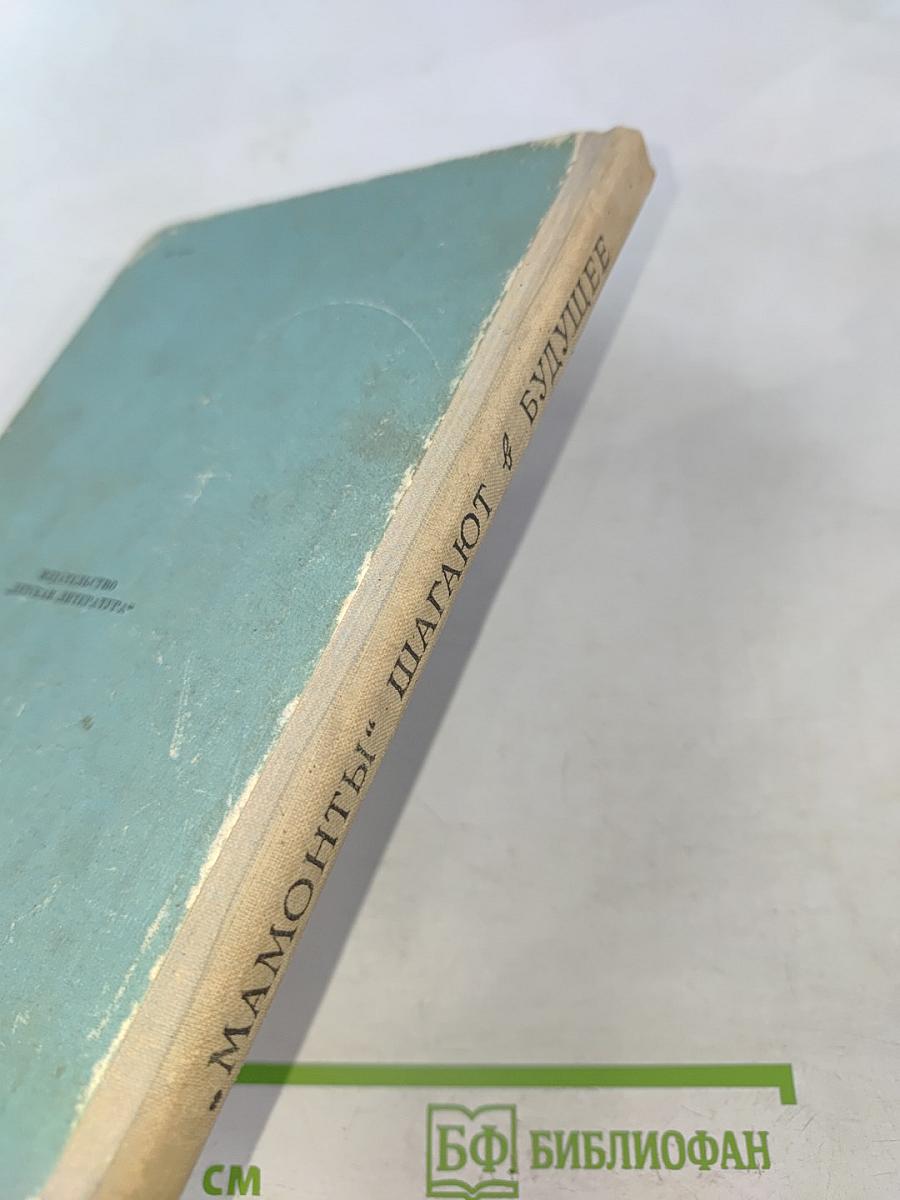 ИЗДАТЕЛЬСТВО
„ДЕТСКАЯ ЛИТЕРАТУРА“
„МАМОНТЫ“ ШАГАЮТ в БУДУЩЕЕ
СМ
БФ БИБЛИОФАН